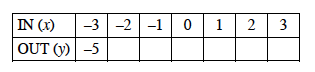 IN (x) –3 –2 –1 0 1 2 3
OUT (y) –5